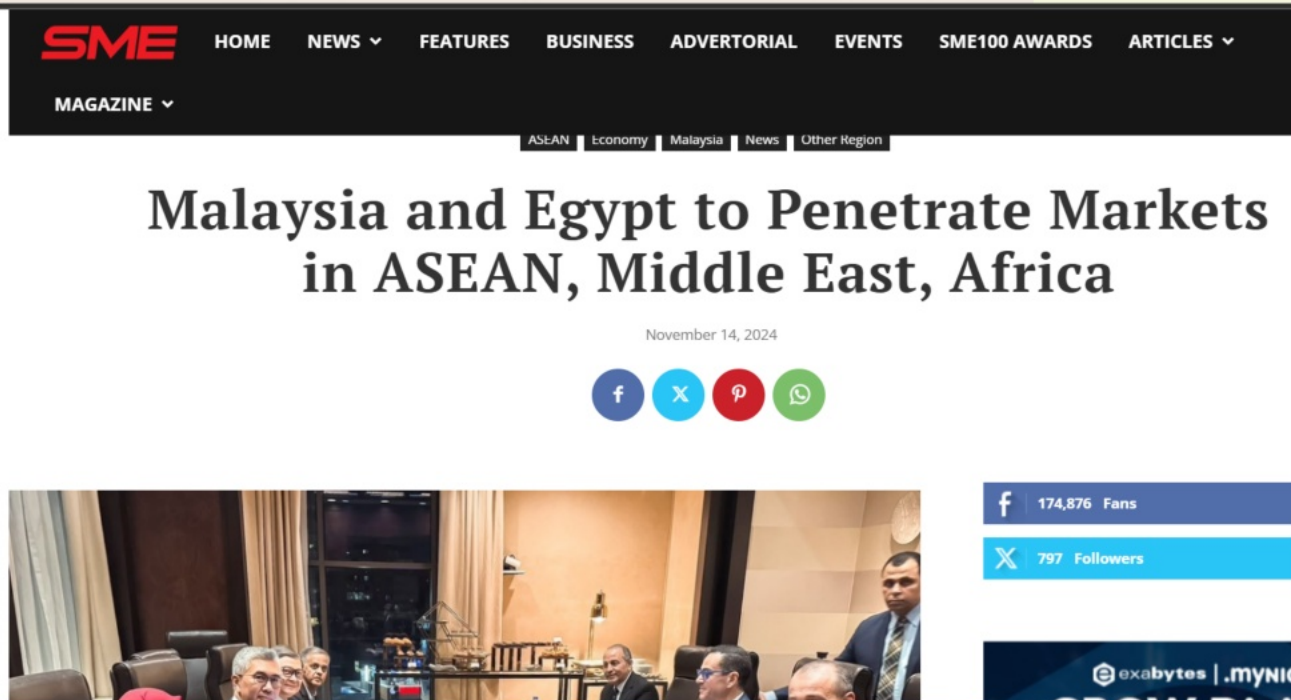 SME
HOME
NEWS
FEATURES
BUSINESS
ADVERTORIAL
EVENTS
SME100 AWARDS
ARTICLES
MAGAZINE
ASEAN
Economy
Malaysia
News
Other Region
Malaysia and Egypt to Penetrate Markets
in ASEAN, Middle East, Africa
November 14, 2024
174,876 Fans
797 Followers
exabytes | .MYNIC